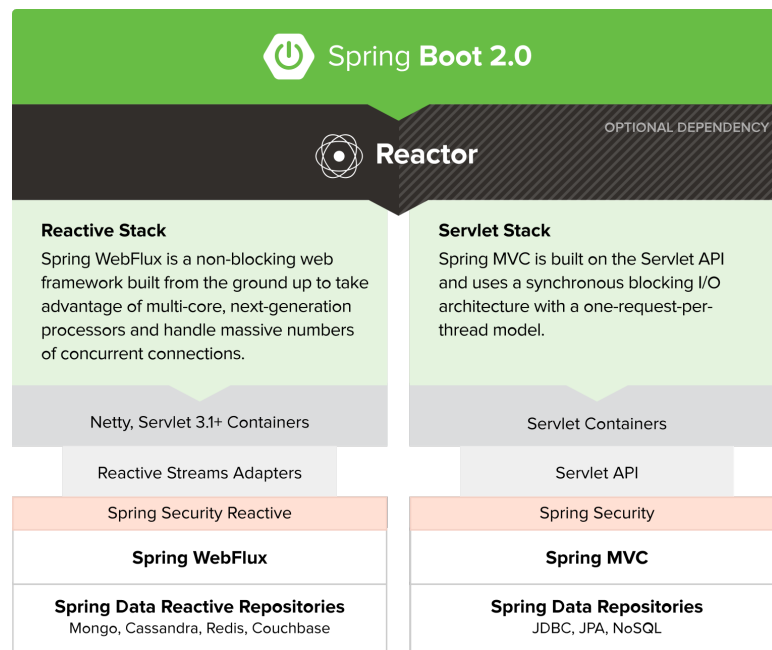 Spring Boot 2.0
OPTIONAL DEPENDENCY
Reactor
Reactive Stack
Spring WebFlux is a non-blocking web
framework built from the ground up to take
advantage of multi-core, next-generation
processors and handle massive numbers
of concurrent connections.
Netty, Servlet 3.1+ Containers
Reactive Streams Adapters
Spring Security Reactive
Spring WebFlux
Spring Data Reactive Repositories
Mongo, Cassandra, Redis, Couchbase
Servlet Stack
Spring MVC is built on the Servlet API
and uses a synchronous blocking I/O
architecture with a one-request-per-
thread model.
Servlet Containers
Servlet API
Spring Security
Spring MVC
Spring Data Repositories
JDBC, JPA, NoSQL